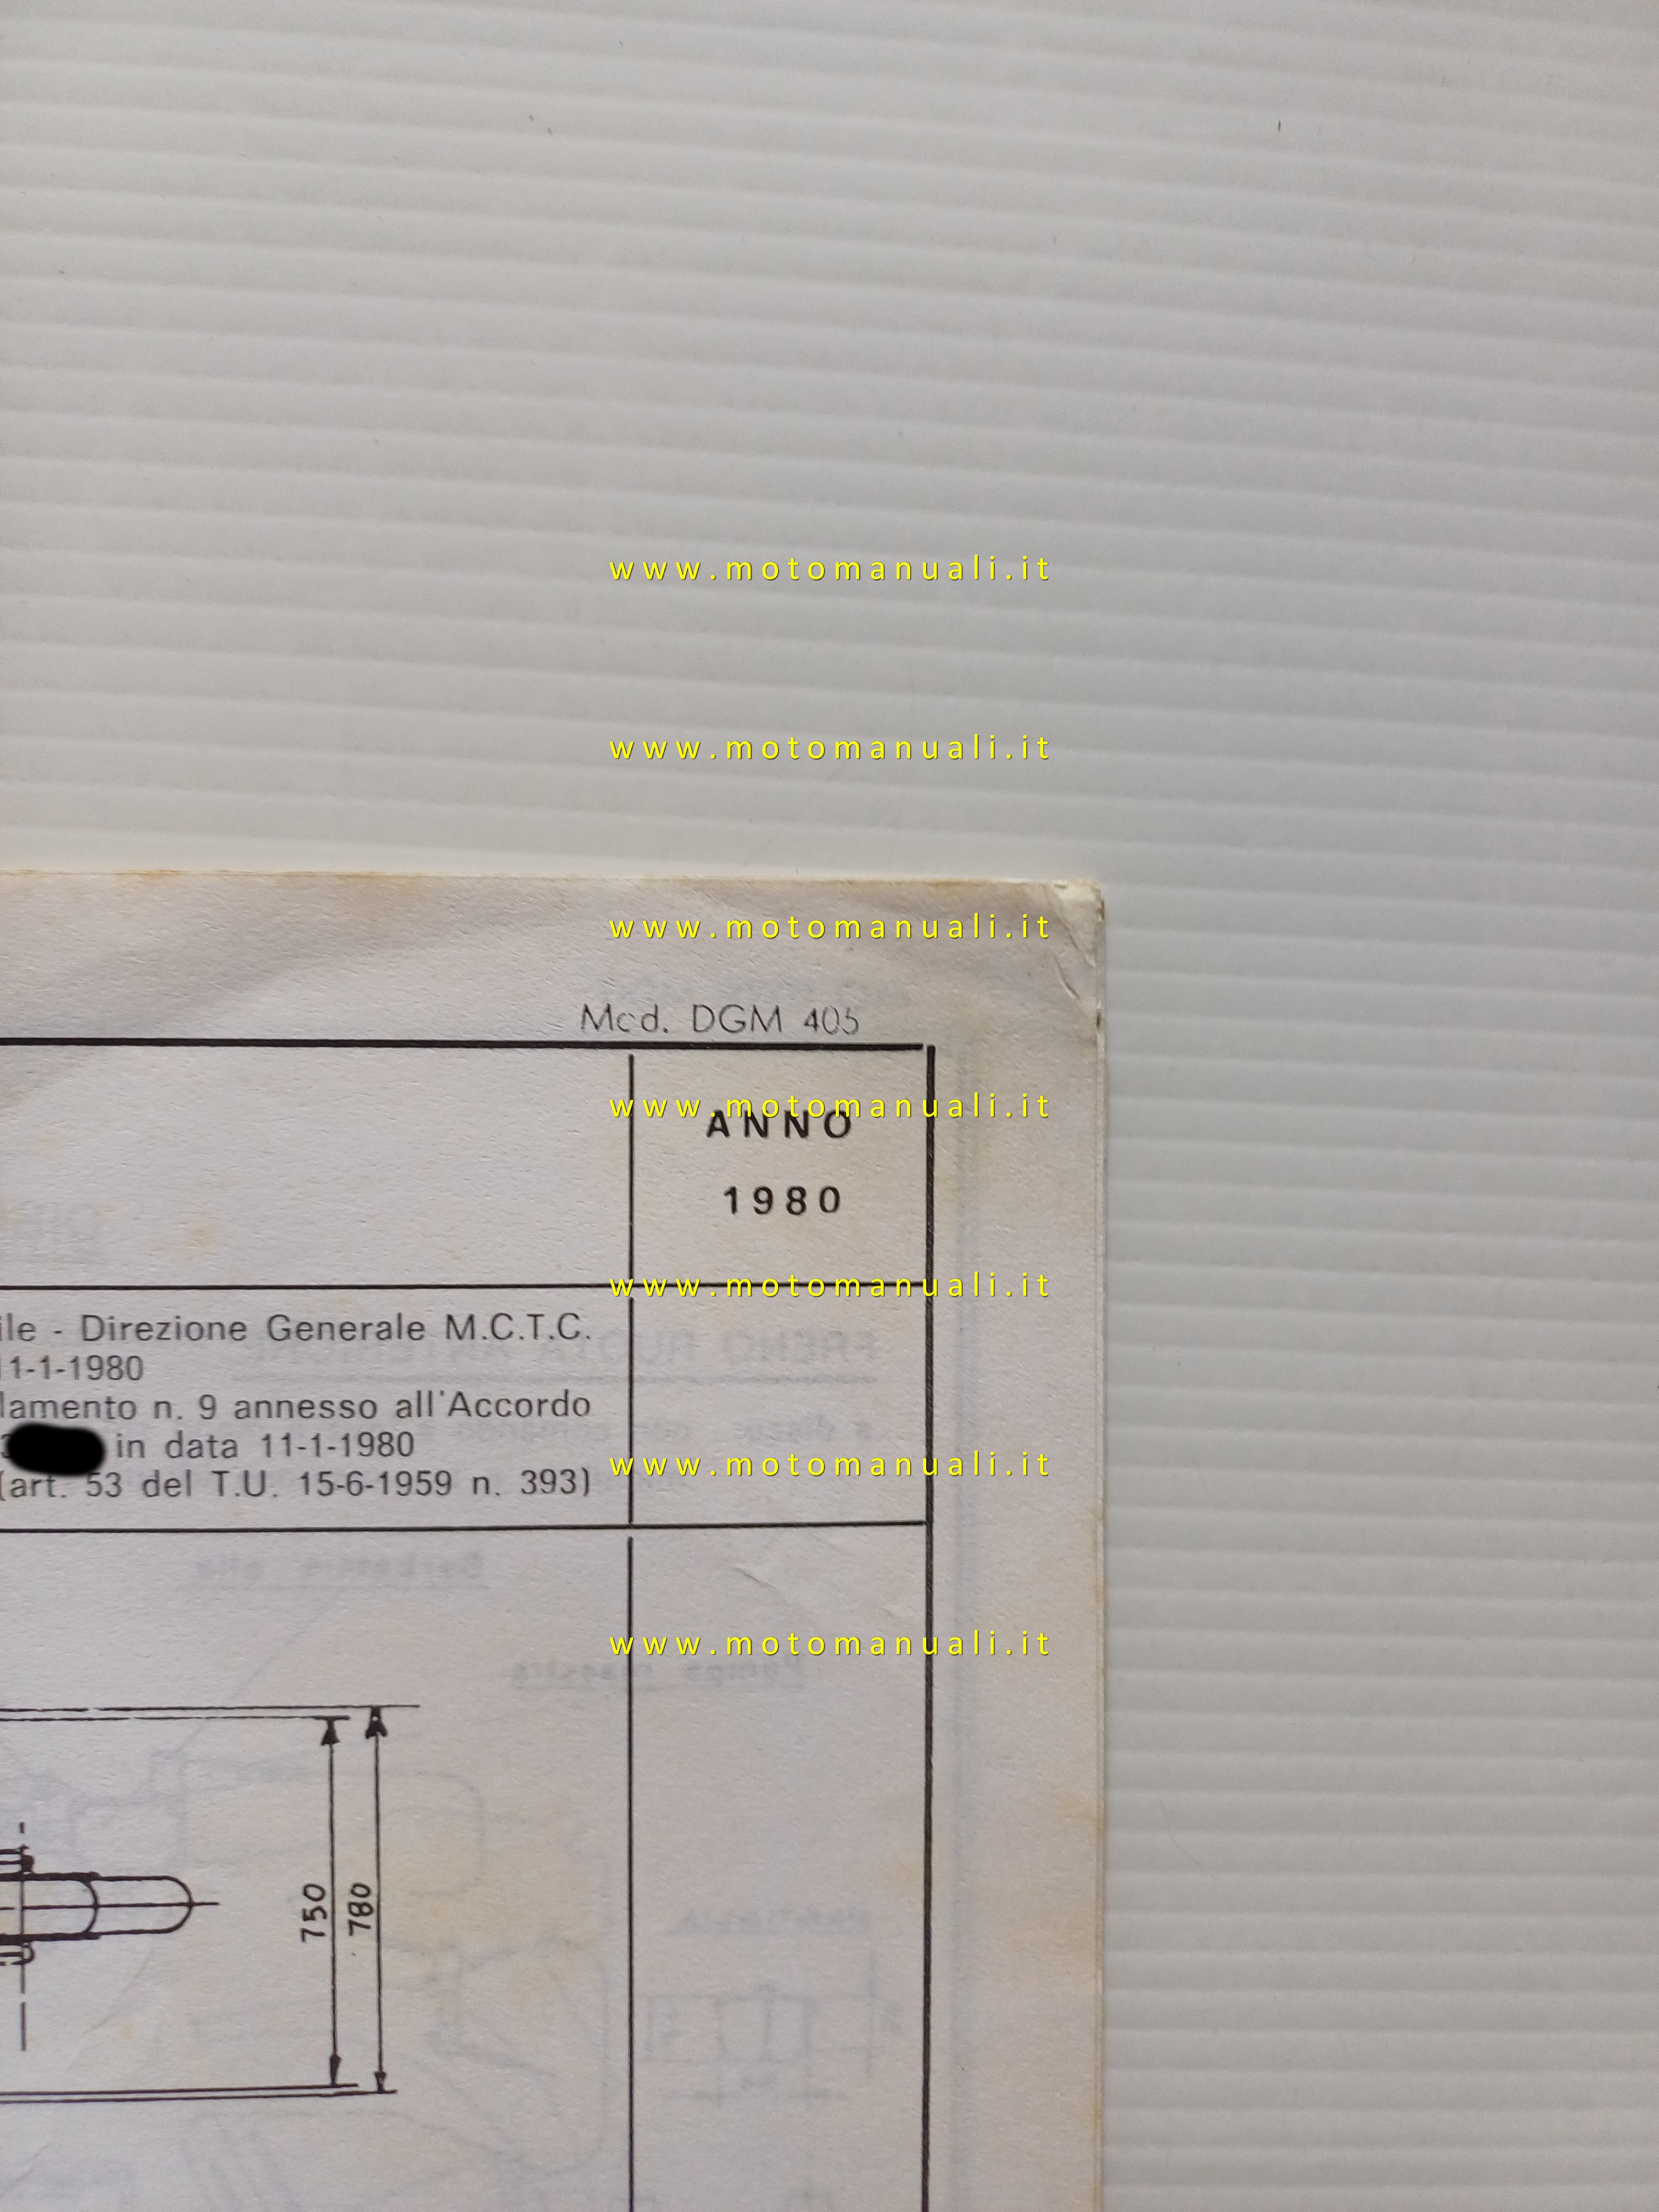 www.motomanuali.it
www.motomanuali.it
www.motomanuali.it
Mod. DGM 405
www.motomanuali.it
ANNO
1980
www.motomanuali.it
ile - Direzione Generale M.C.T.C.
11-1-1980
lamento n. 9 annesso all'Accordo
in data 11-1-1980
www.motomanuali.it
(art. 53 del T.U. 15-6-1959 n. 393)
www.motomanuali.it
750
780